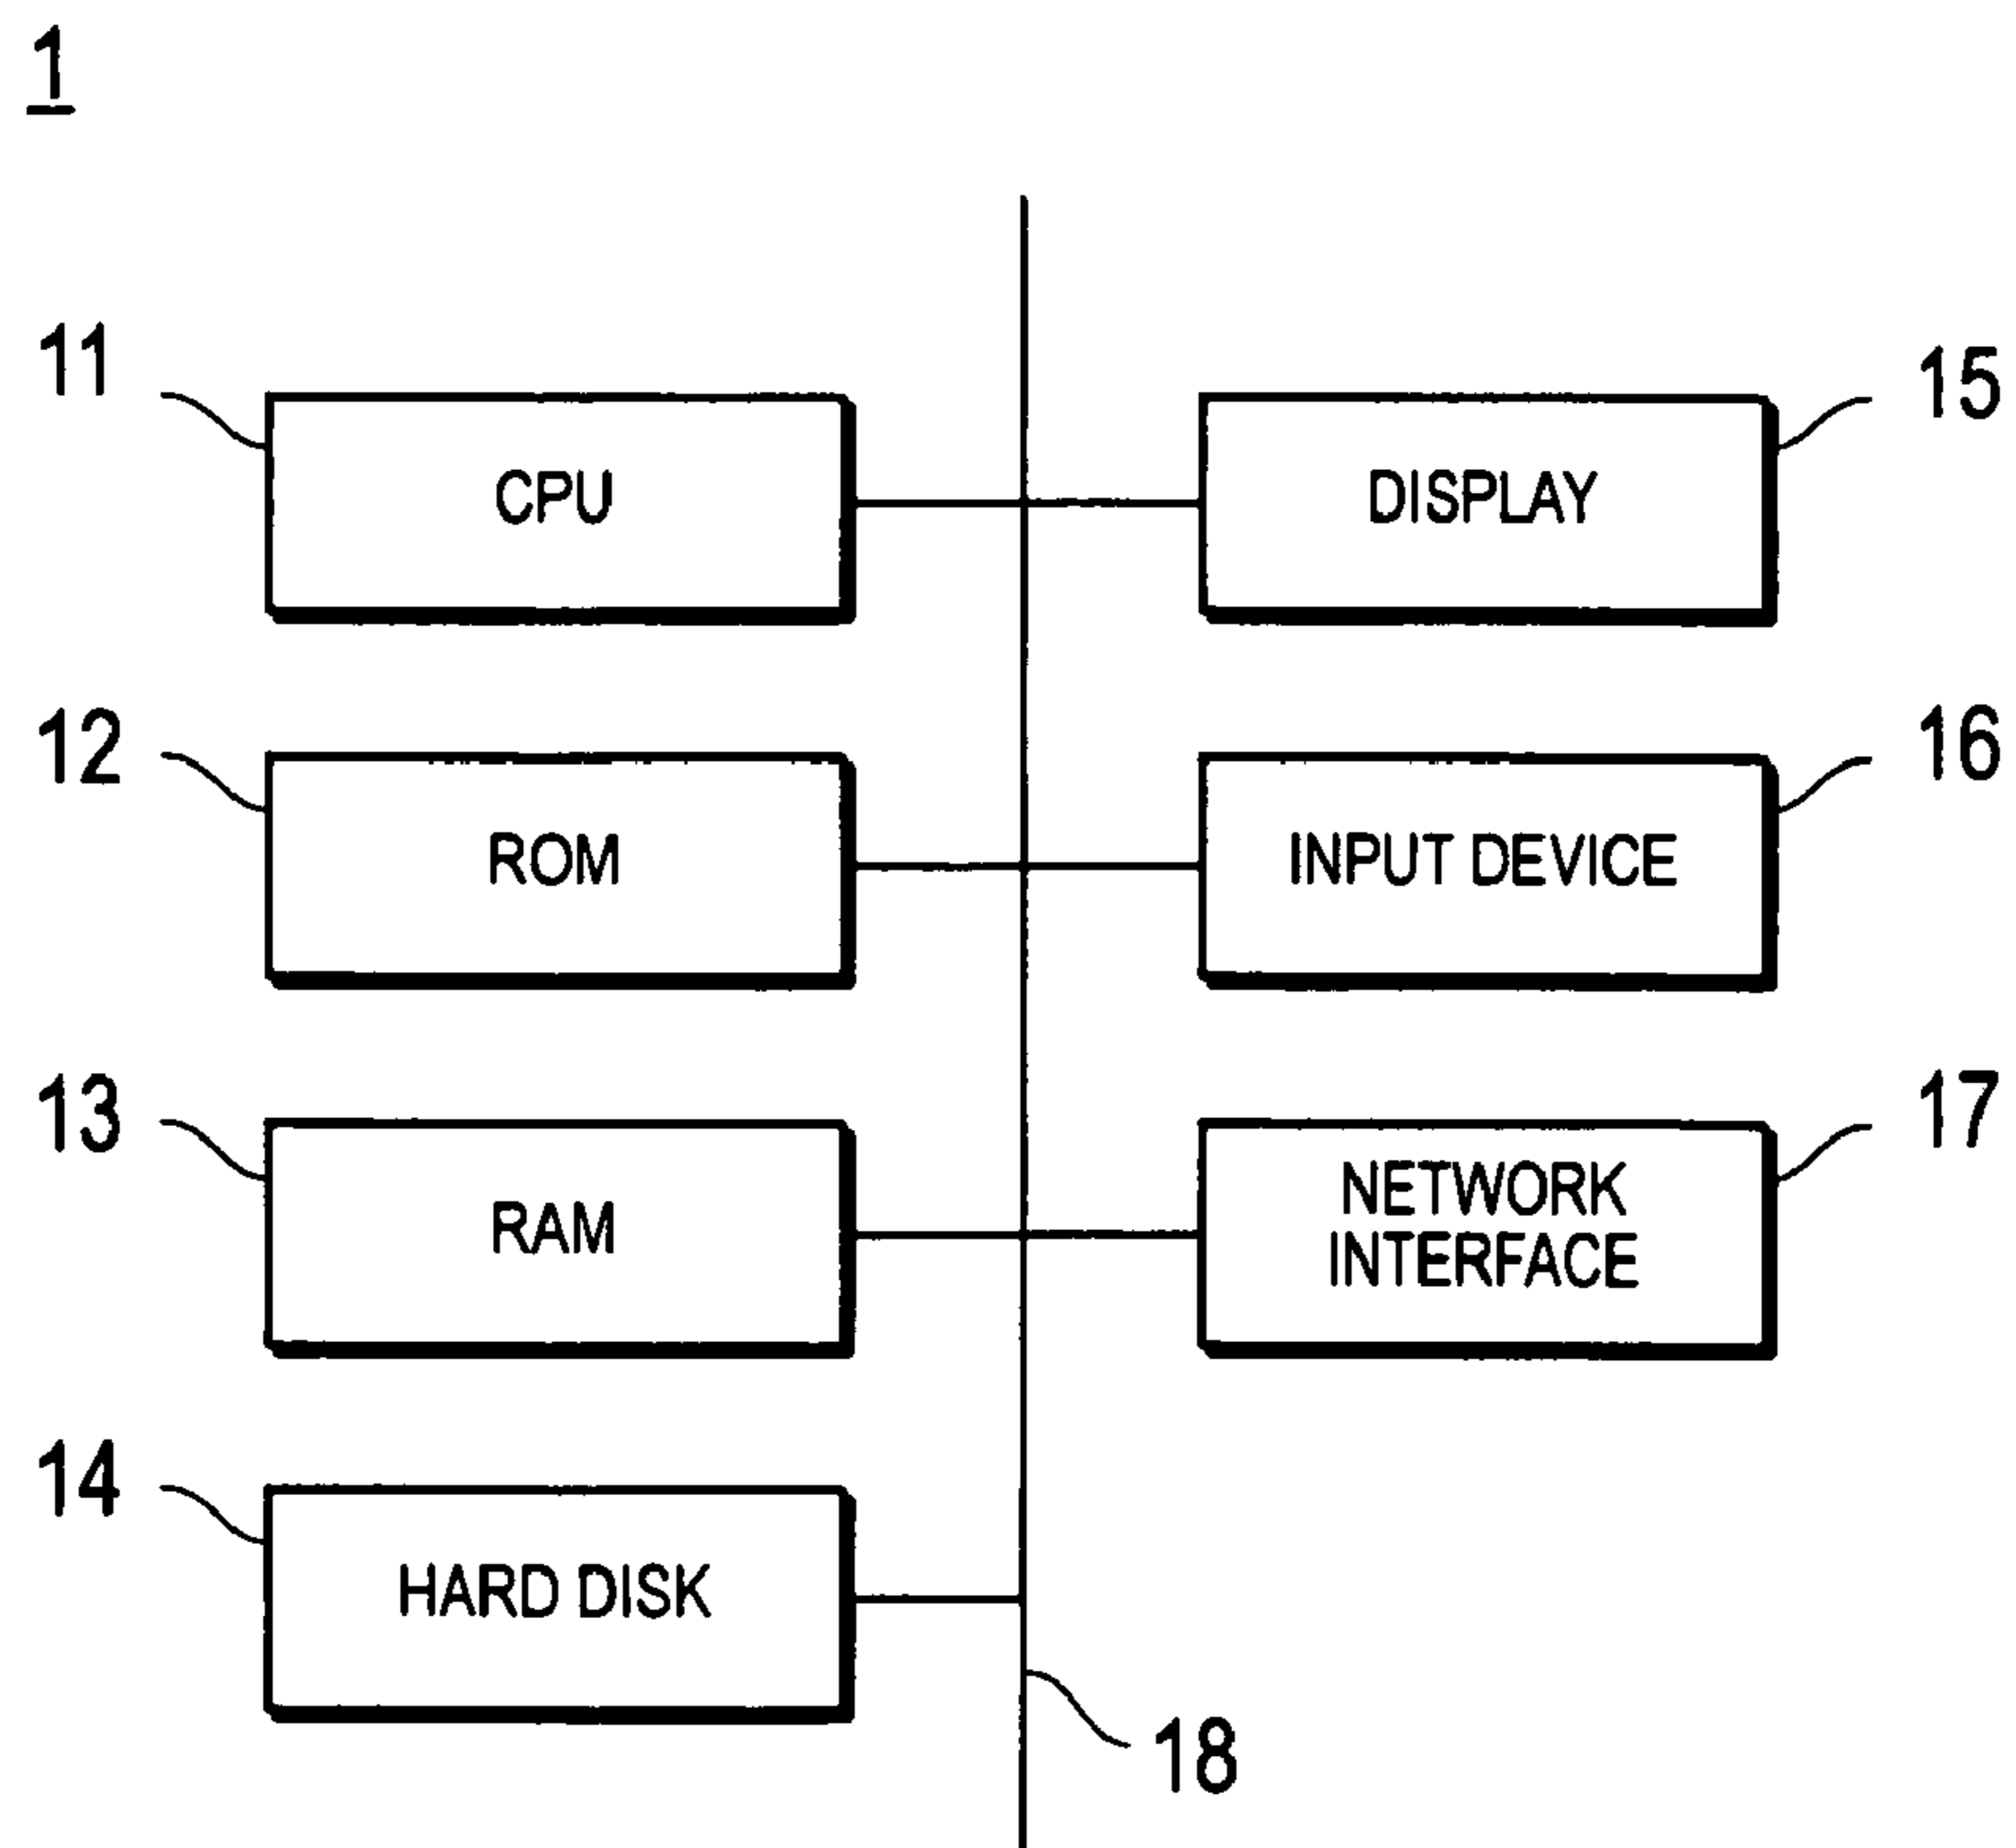 1
11
CPU
DISPLAY
15
12
ROM
INPUT DEVICE
16
13
RAM
NETWORK
INTERFACE
17
14
HARD DISK
18